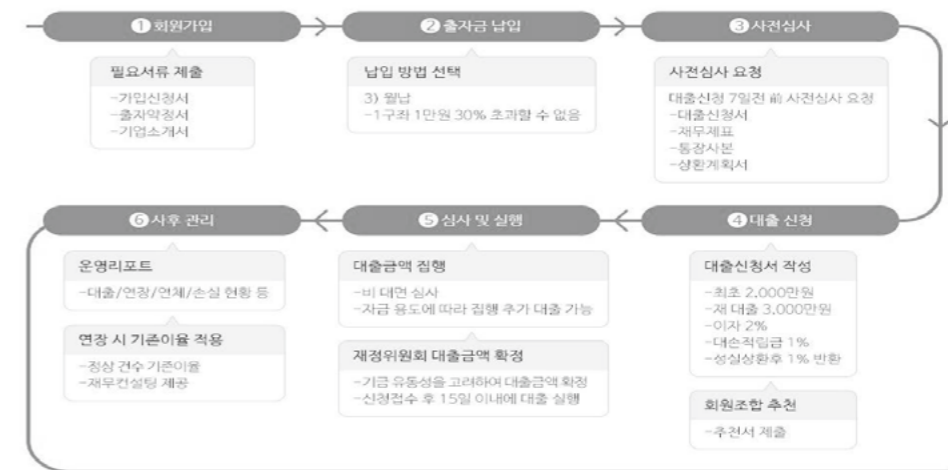 1 회원가입
필요서류 제출
-가입신청서
-출자약정서
-기업소개서
2 출자금 납입
납입 방법 선택
3) 월납
-1구좌 1만원 30% 초과할 수 없음
3 사전심사
사전심사 요청
대출신청 7일전 前 사전심사 요청
-대출신청서
-재무제표
-통장사본
-상환계획서
4 대출 신청
대출신청서 작성
-최초 2,000만원
-재 대출 3,000만원
-이자 2%
-대손적립금 1%
-성실상환후 1% 반환
회원조합 추천
-추천서 제출
5 심사 및 실행
대출금액 집행
-비 대면 심사
-자금 용도에 따라 집행 추가 대출 가능
재정위원회 대출금액 확정
-기금 유동성을 고려하여 대출금액 확정
-신청접수 후 15일 이내에 대출 실행
6 사후 관리
운영리포트
-대출/연장/연체/손실 현황 등
연장 시 기존이율 적용
-정상 건수 기존이율
-재무컨설팅 제공